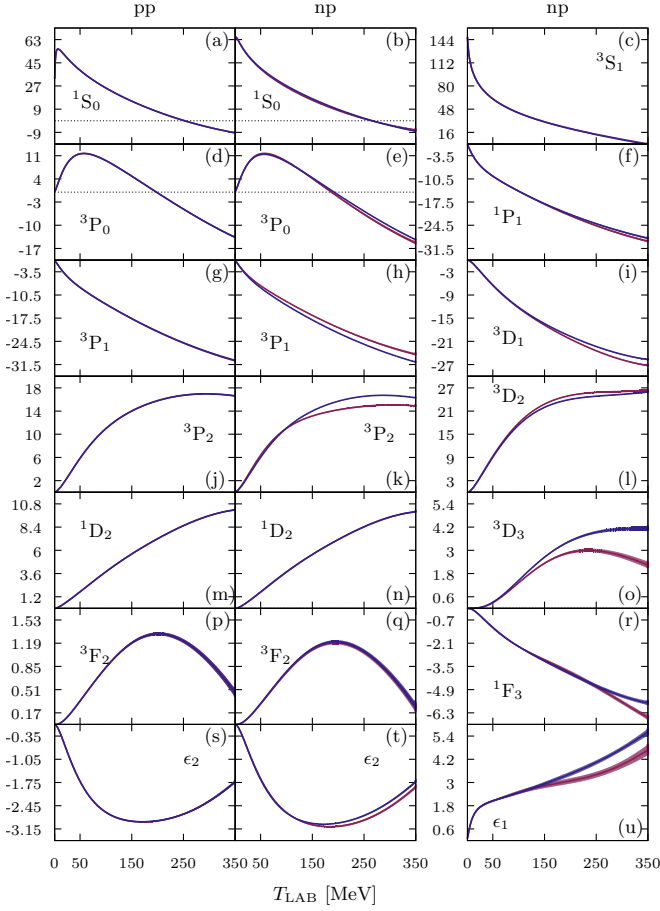 pp np np
63 (a) (b) 144 (c)
45 112 ³S₁
27 80
9 ¹S₀ ¹S₀ 48
-9 16
11 (d) (e) -3.5 (f)
4 -10.5
-3 -17.5
-10 ³P₀ ³P₀ -24.5 ¹P₁
-17 -31.5
-3.5 (g) (h) -3 (i)
-10.5 -9
-17.5 -15
-24.5 ³P₁ ³P₁ -21 ³D₁
-31.5 -27
18 27 ³D₂
14 ³P₂ ³P₂ 21
10 15
6 9
2 (j) (k) 3 (l)
10.8 5.4
8.4 ¹D₂ ¹D₂ 4.2 ³D₃
6 3
3.6 1.8
1.2 (m) (n) 0.6 (o)
1.53 (p) (q) -0.7 (r)
1.19 ³F₂ ³F₂ -2.1
0.85 -3.5
0.51 -4.9 ¹F₃
0.17 -6.3
-0.35 (s) (t) 5.4
-1.05 ϵ₂ ϵ₂ 4.2
-1.75 3
-2.45 1.8 ϵ₁
-3.15 0.6 (u)
0 50 150 250 350 50 150 250 350 0 50 150 250 350
T_LAB [MeV]